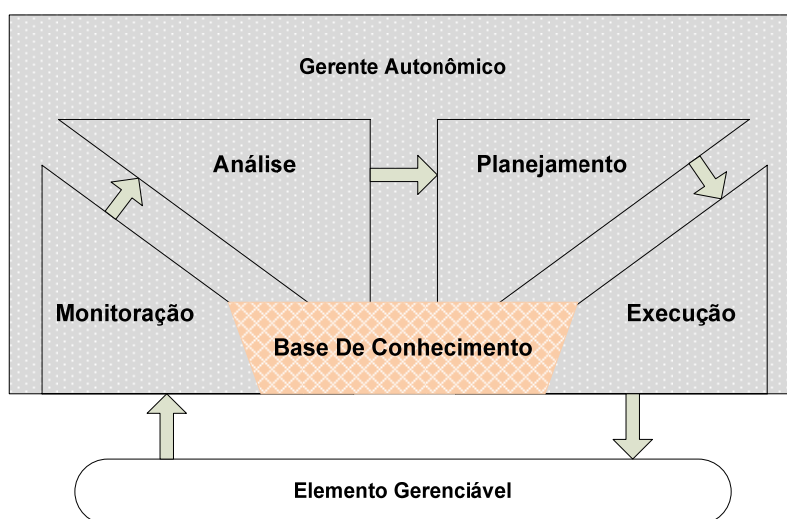 Gerente Autonômico
Análise
Planejamento
Monitoração
Execução
Base De Conhecimento
Elemento Gerenciável